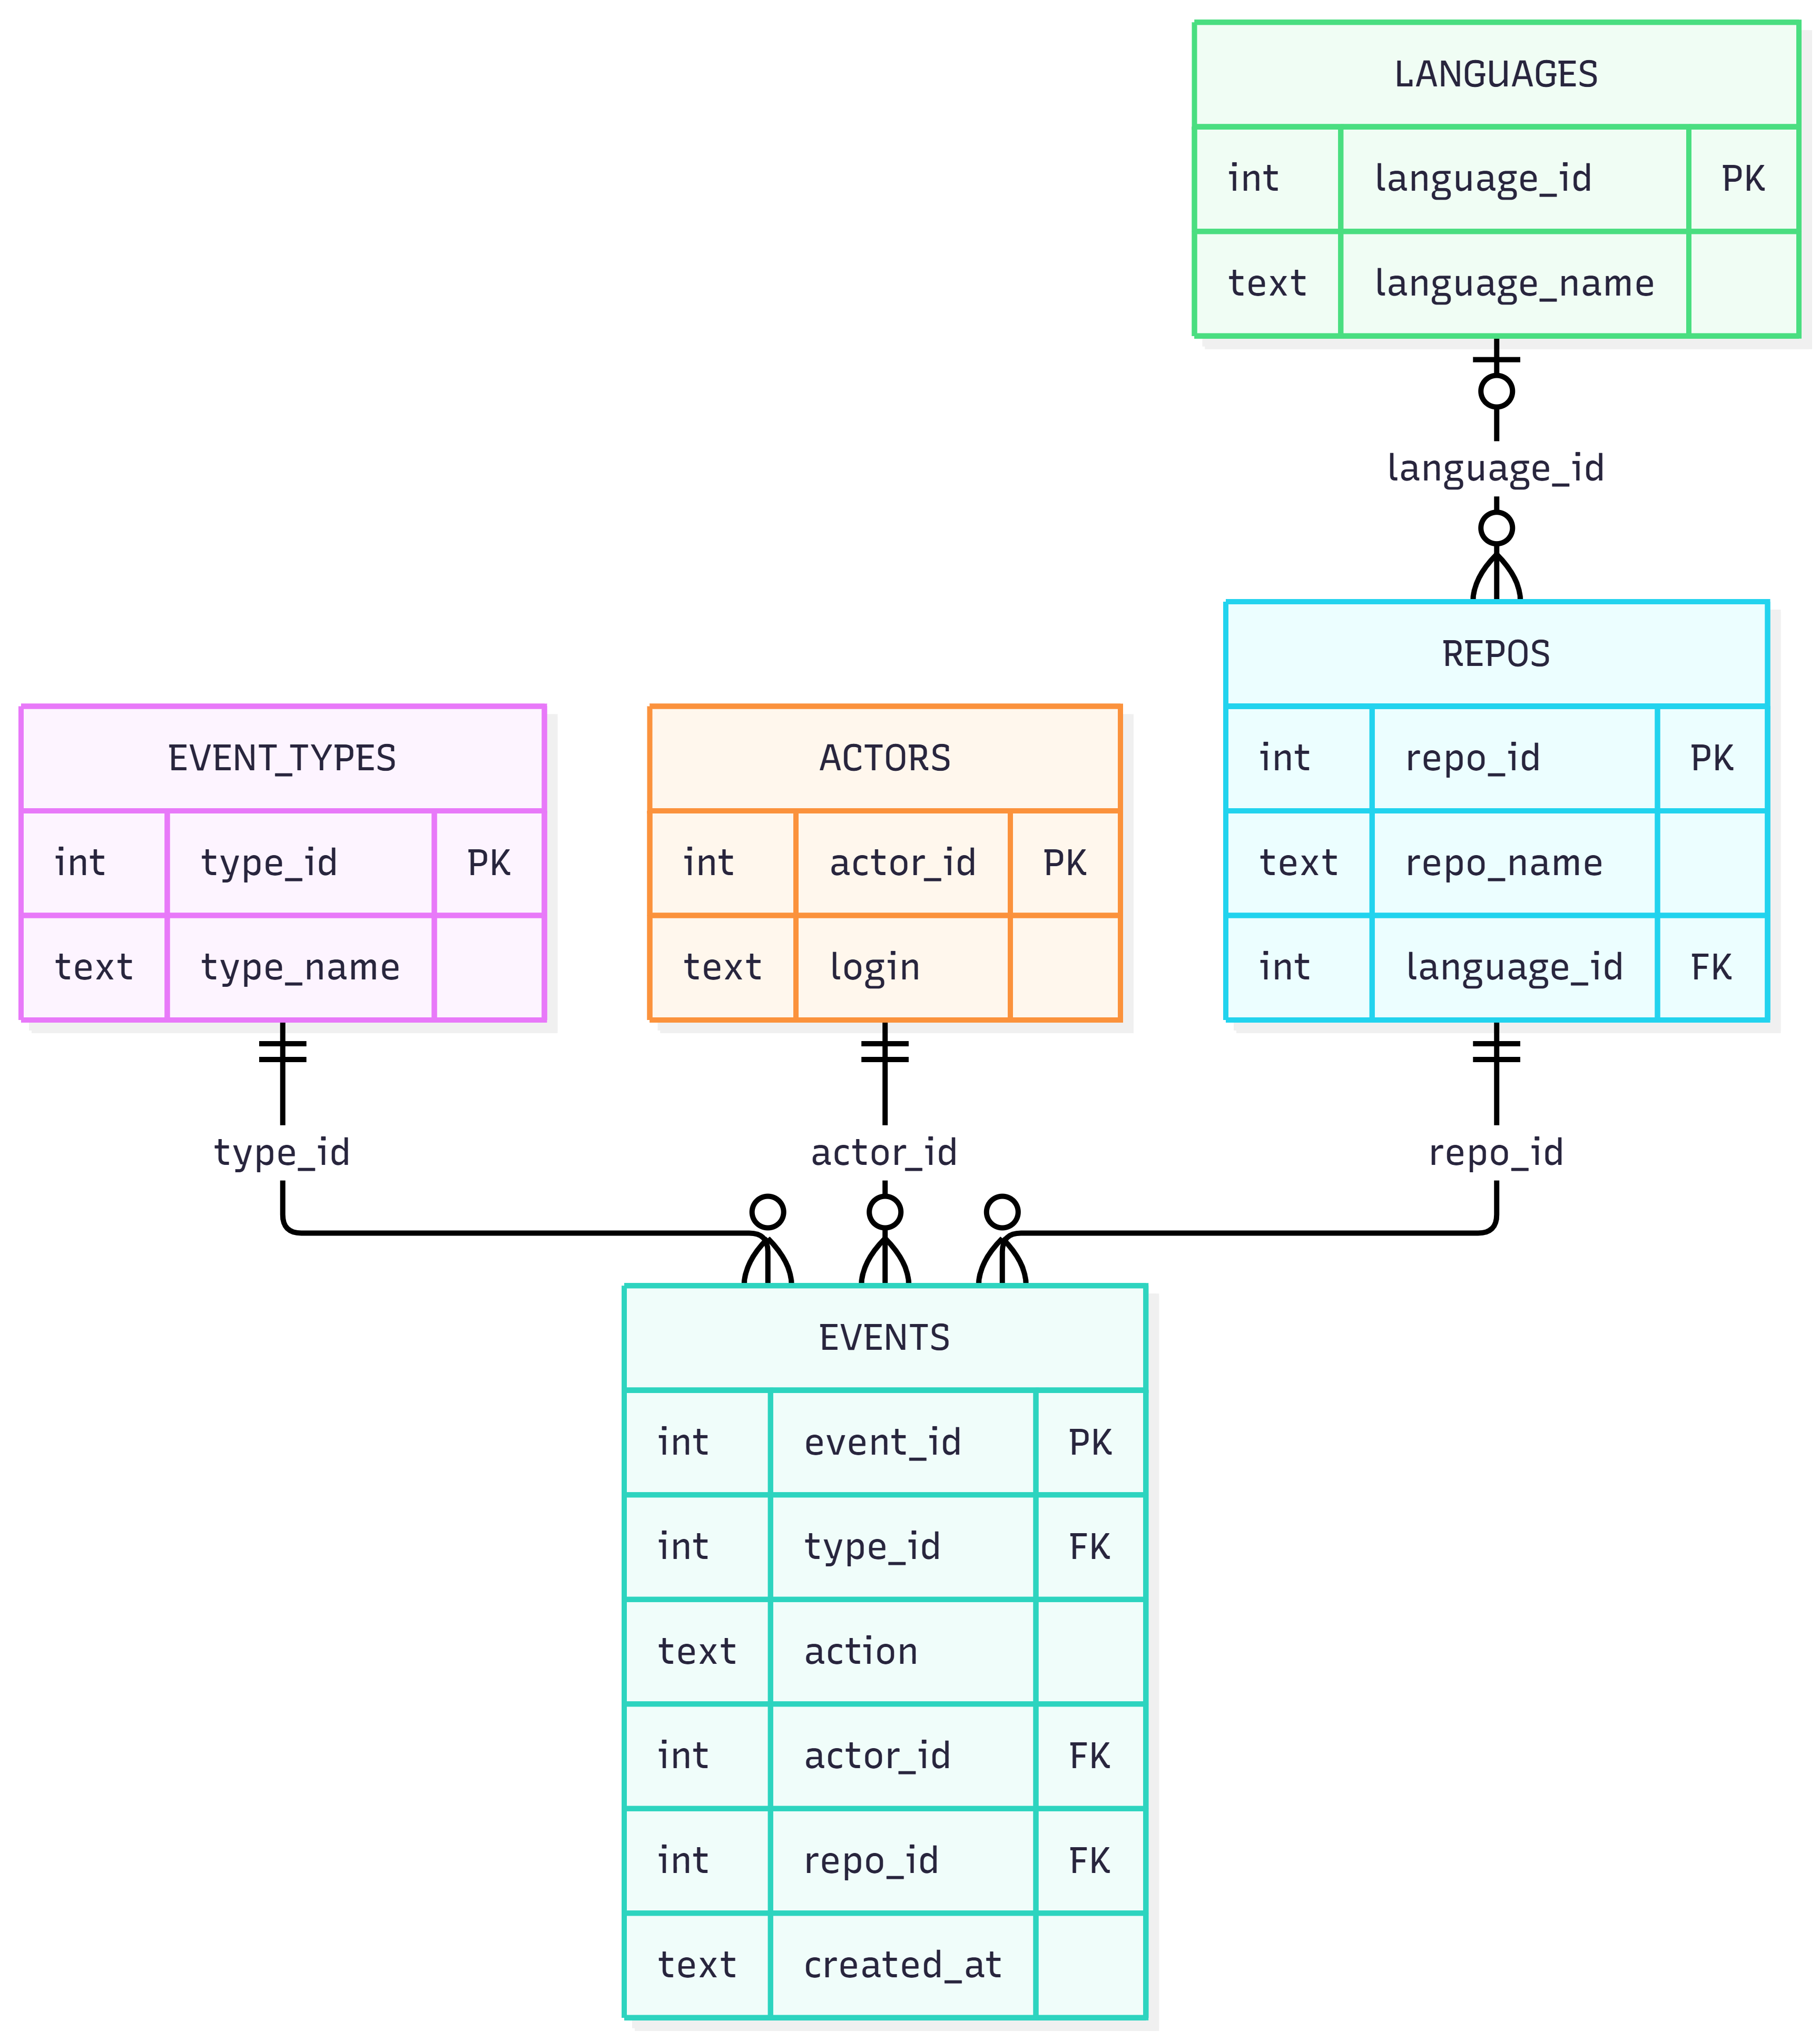 LANGUAGES
int language_id PK
text language_name
language_id
REPOS
int repo_id PK
text repo_name
int language_id FK
EVENT_TYPES
int type_id PK
text type_name
ACTORS
int actor_id PK
text login
type_id
actor_id
repo_id
EVENTS
int event_id PK
int type_id FK
text action
int actor_id FK
int repo_id FK
text created_at